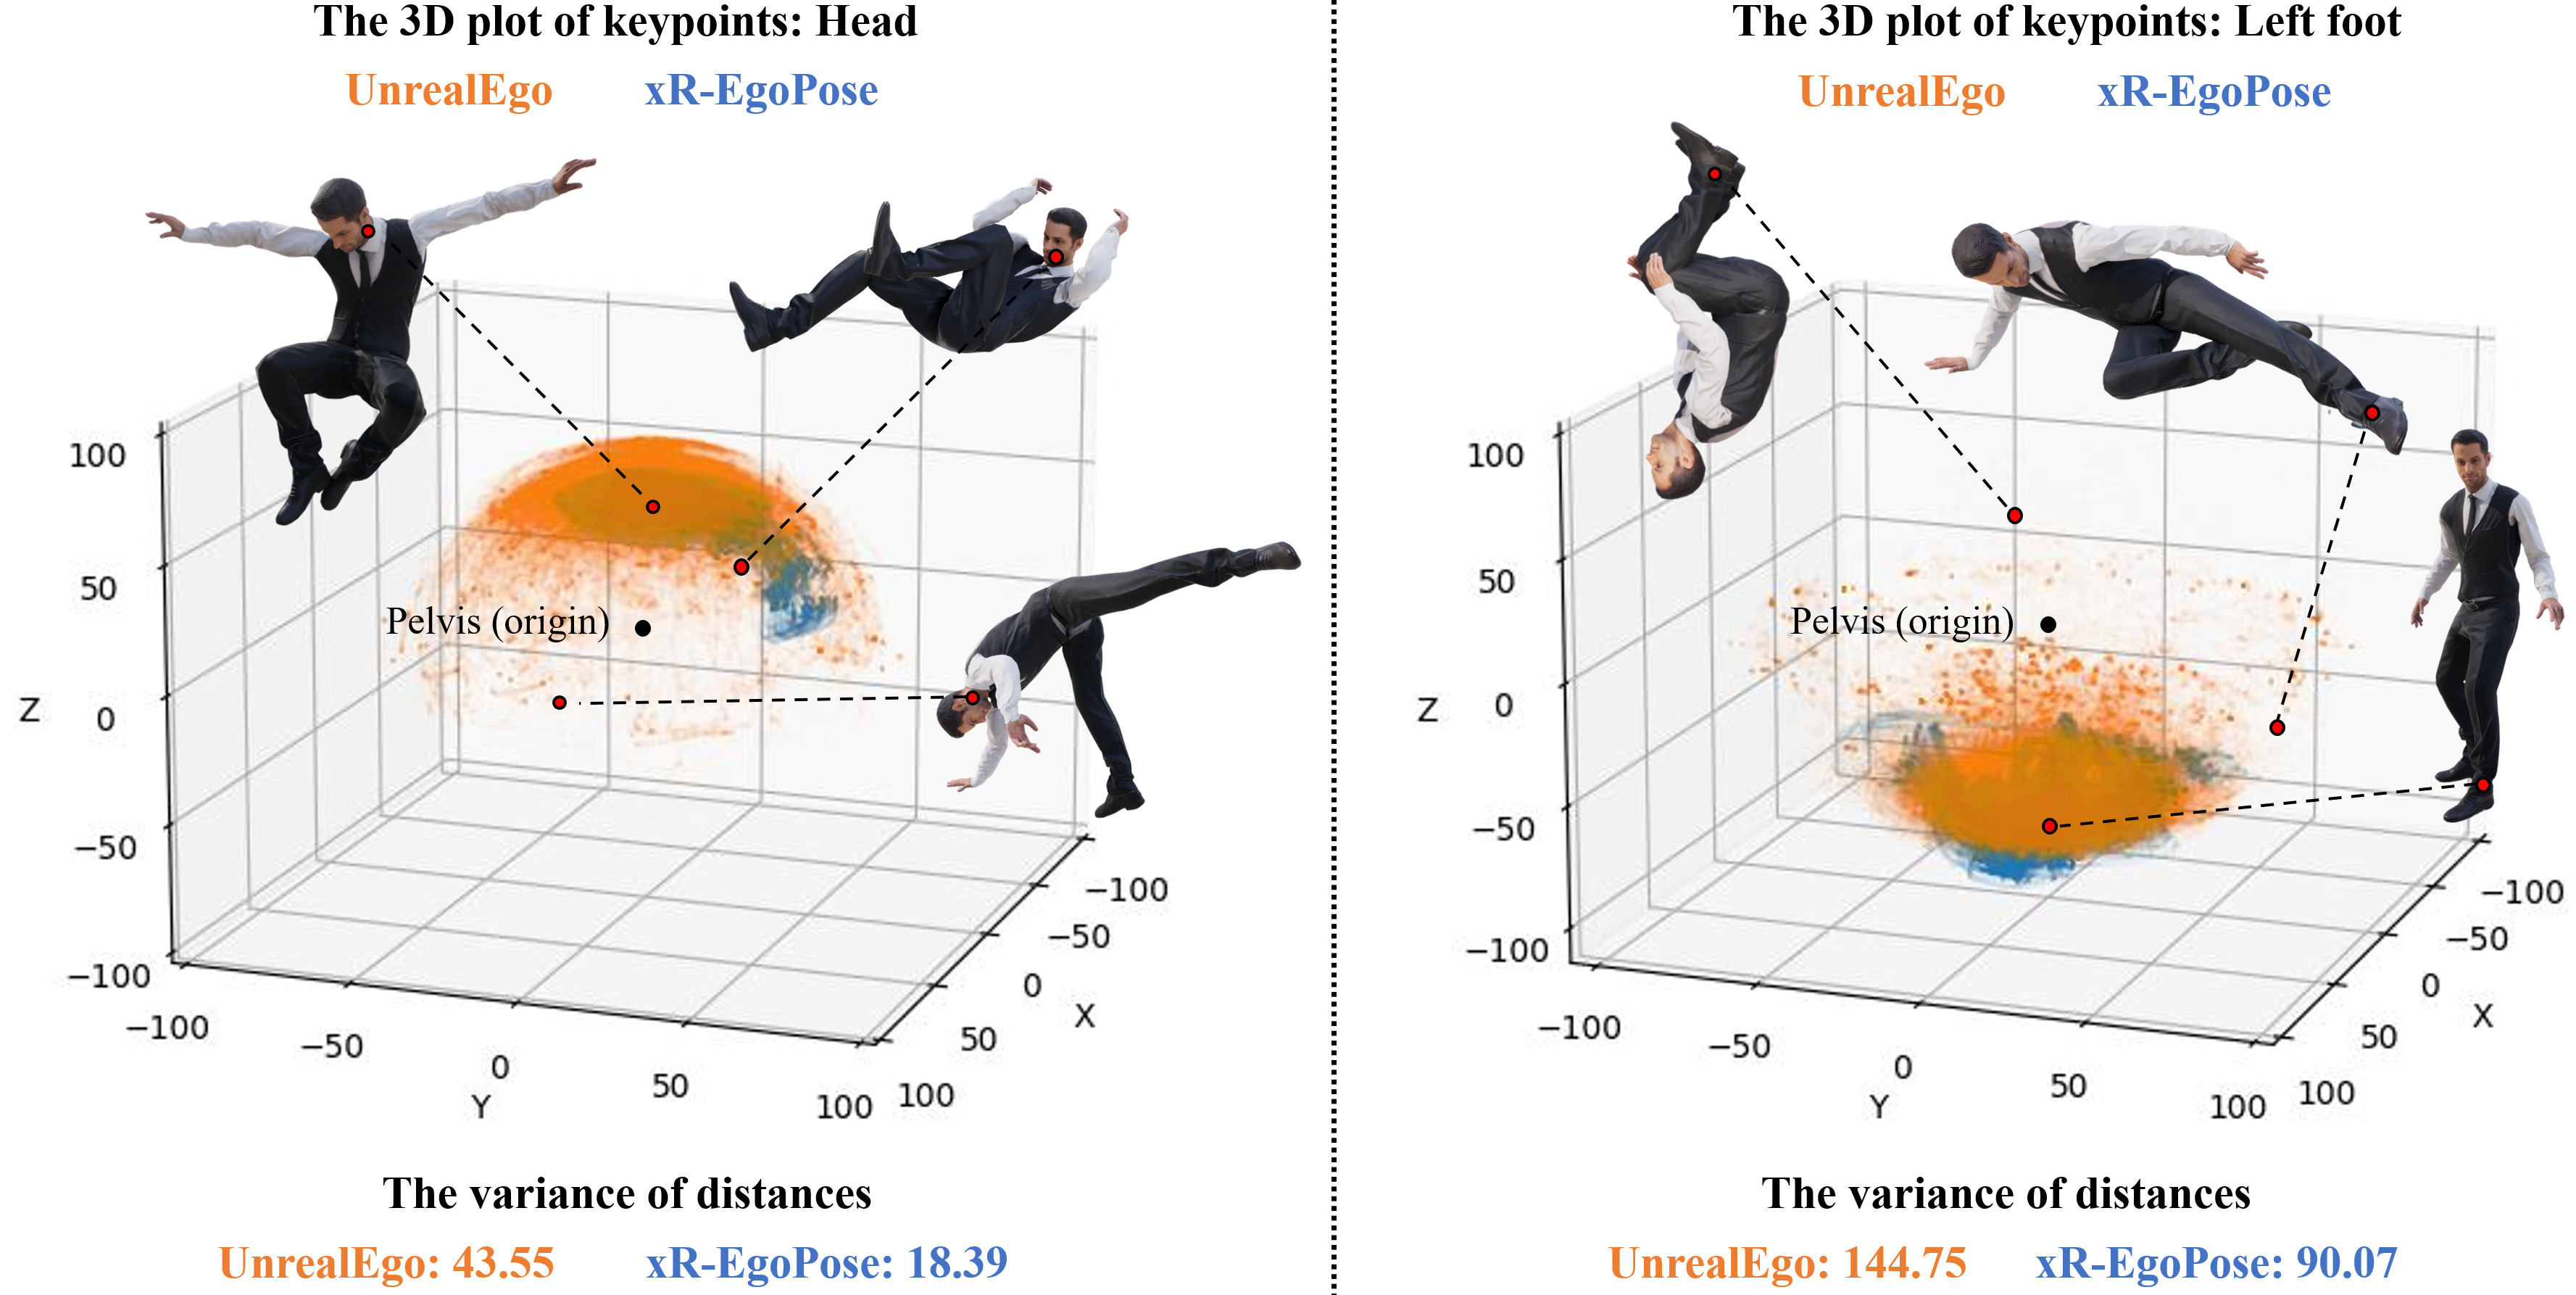 The 3D plot of keypoints: Head
UnrealEgo xR-EgoPose
100
50
Pelvis (origin)
Z 0
−50
−100
−100
−50
0
Y
50
100
100
50
0
X
−50
−100
The variance of distances
UnrealEgo: 43.55 xR-EgoPose: 18.39
The 3D plot of keypoints: Left foot
UnrealEgo xR-EgoPose
100
50
Pelvis (origin)
Z 0
−50
−100
−100
−50
0
Y
50
100
100
50
0
X
−50
−100
The variance of distances
UnrealEgo: 144.75 xR-EgoPose: 90.07